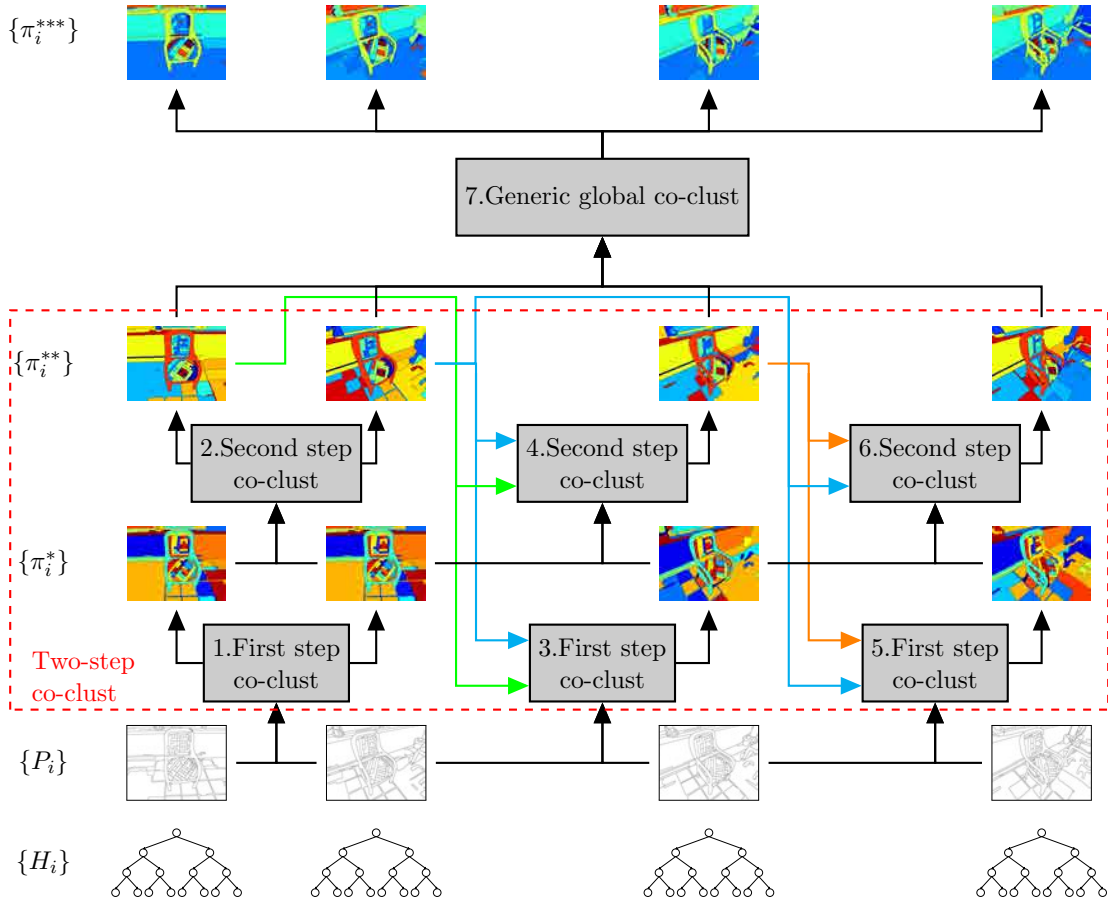 {π_i^{***}}
7.Generic global co-clust
{π_i^{**}}
2.Second step
co-clust
4.Second step
co-clust
6.Second step
co-clust
{π_i^*}
1.First step
co-clust
3.First step
co-clust
5.First step
co-clust
Two-step
co-clust
{P_i}
{H_i}